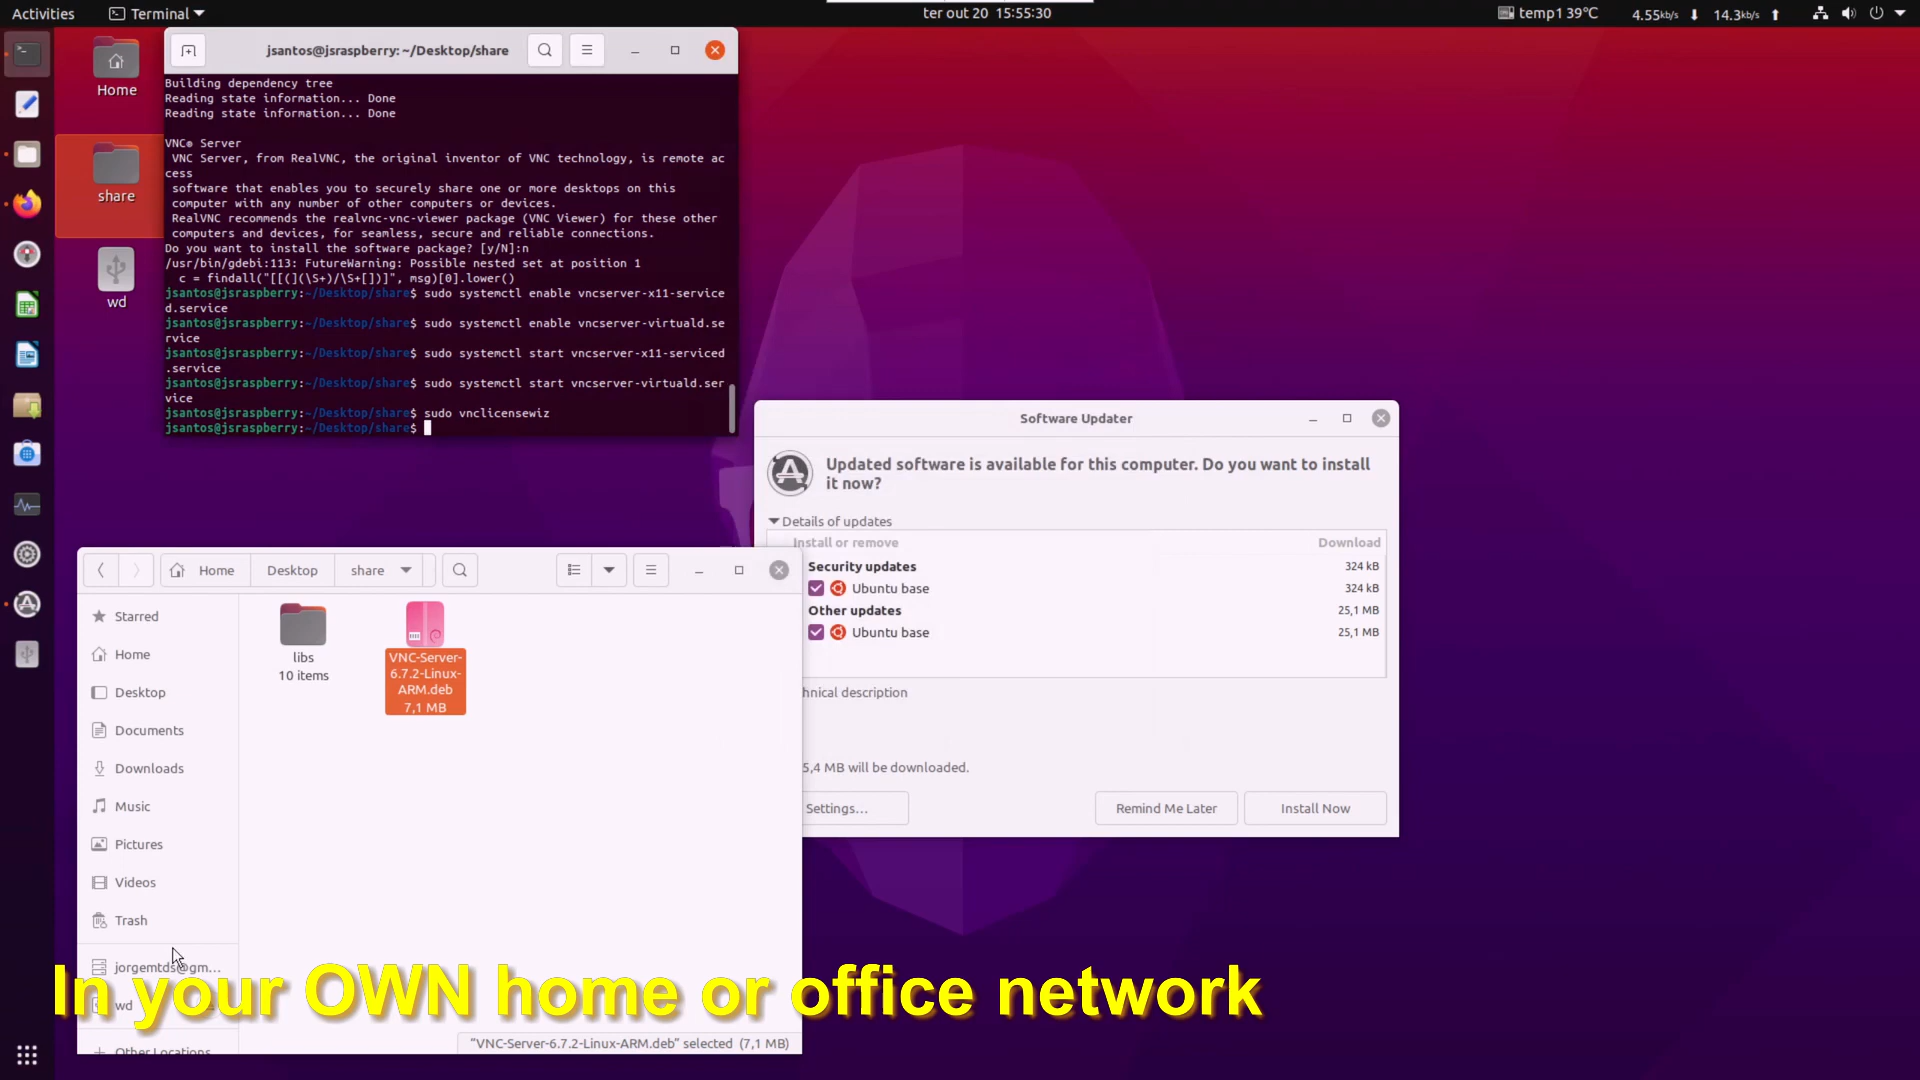 Activities
Terminal
ter out 20 15:55:30
temp1 39°C
4.55kb/s
14.3kb/s
Home
share
wd
jsantos@jsraspberry: ~/Desktop/share
Building dependency tree
Reading state information... Done
Reading state information... Done
VNC® Server
VNC Server, from RealVNC, the original inventor of VNC technology, is remote ac
cess
software that enables you to securely share one or more desktops on this
computer with any number of other computers or devices.
RealVNC recommends the realvnc-vnc-viewer package (VNC Viewer) for these other
computers and devices, for seamless, secure and reliable connections.
Do you want to install the software package? [y/N]:n
/usr/bin/gdebi:113: FutureWarning: Possible nested set at position 1
c = findall("[[(](\S+)/\S+[])]", msg)[0].lower()
jsantos@jsraspberry:~/Desktop/share$ sudo systemctl enable vncserver-x11-service
d.service
jsantos@jsraspberry:~/Desktop/share$ sudo systemctl enable vncserver-virtuald.se
rvice
jsantos@jsraspberry:~/Desktop/share$ sudo systemctl start vncserver-x11-serviced
.service
jsantos@jsraspberry:~/Desktop/share$ sudo systemctl start vncserver-virtuald.ser
vice
jsantos@jsraspberry:~/Desktop/share$ sudo vnclicensewiz
jsantos@jsraspberry:~/Desktop/share$
Software Updater
Updated software is available for this computer. Do you want to install
it now?
Details of updates
Install or remove
Download
Security updates
324 kB
Ubuntu base
324 kB
Other updates
25,1 MB
Ubuntu base
25,1 MB
hnical description
5,4 MB will be downloaded.
Settings...
Remind Me Later
Install Now
Home
Desktop
share
Starred
Home
Desktop
Documents
Downloads
Music
Pictures
Videos
Trash
jorgemtds@gm...
wd
Other Locations
libs
10 items
VNC-Server-
6.7.2-Linux-
ARM.deb
7,1 MB
"VNC-Server-6.7.2-Linux-ARM.deb" selected (7,1 MB)
In your OWN home or office network